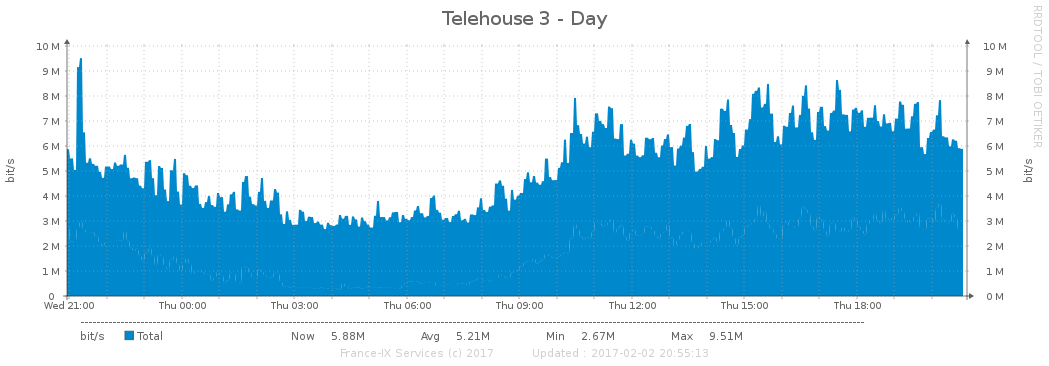 Telehouse 3 - Day
RRDTOOL / TOBI OETIKER
bit/s
bit/s
10 M 10 M
9 M 9 M
8 M 8 M
7 M 7 M
6 M 6 M
5 M 5 M
4 M 4 M
3 M 3 M
2 M 2 M
1 M 1 M
0 0 M
Wed 21:00 Thu 00:00 Thu 03:00 Thu 06:00 Thu 09:00 Thu 12:00 Thu 15:00 Thu 18:00
bit/s Total Now 5.88M Avg 5.21M Min 2.67M Max 9.51M
France-IX Services (c) 2017 Updated : 2017-02-02 20:55:13